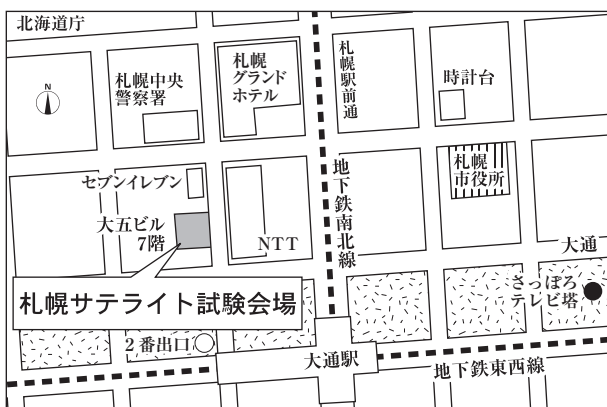 北海道庁
N
札幌中央
警察署
札幌
グランド
ホテル
札幌駅前通
時計台
セブンイレブン
大五ビル
7階
NTT
地下鉄南北線
札幌
市役所
大通
さっぽろ
テレビ塔
札幌サテライト試験会場
2番出口
大通駅
地下鉄東西線